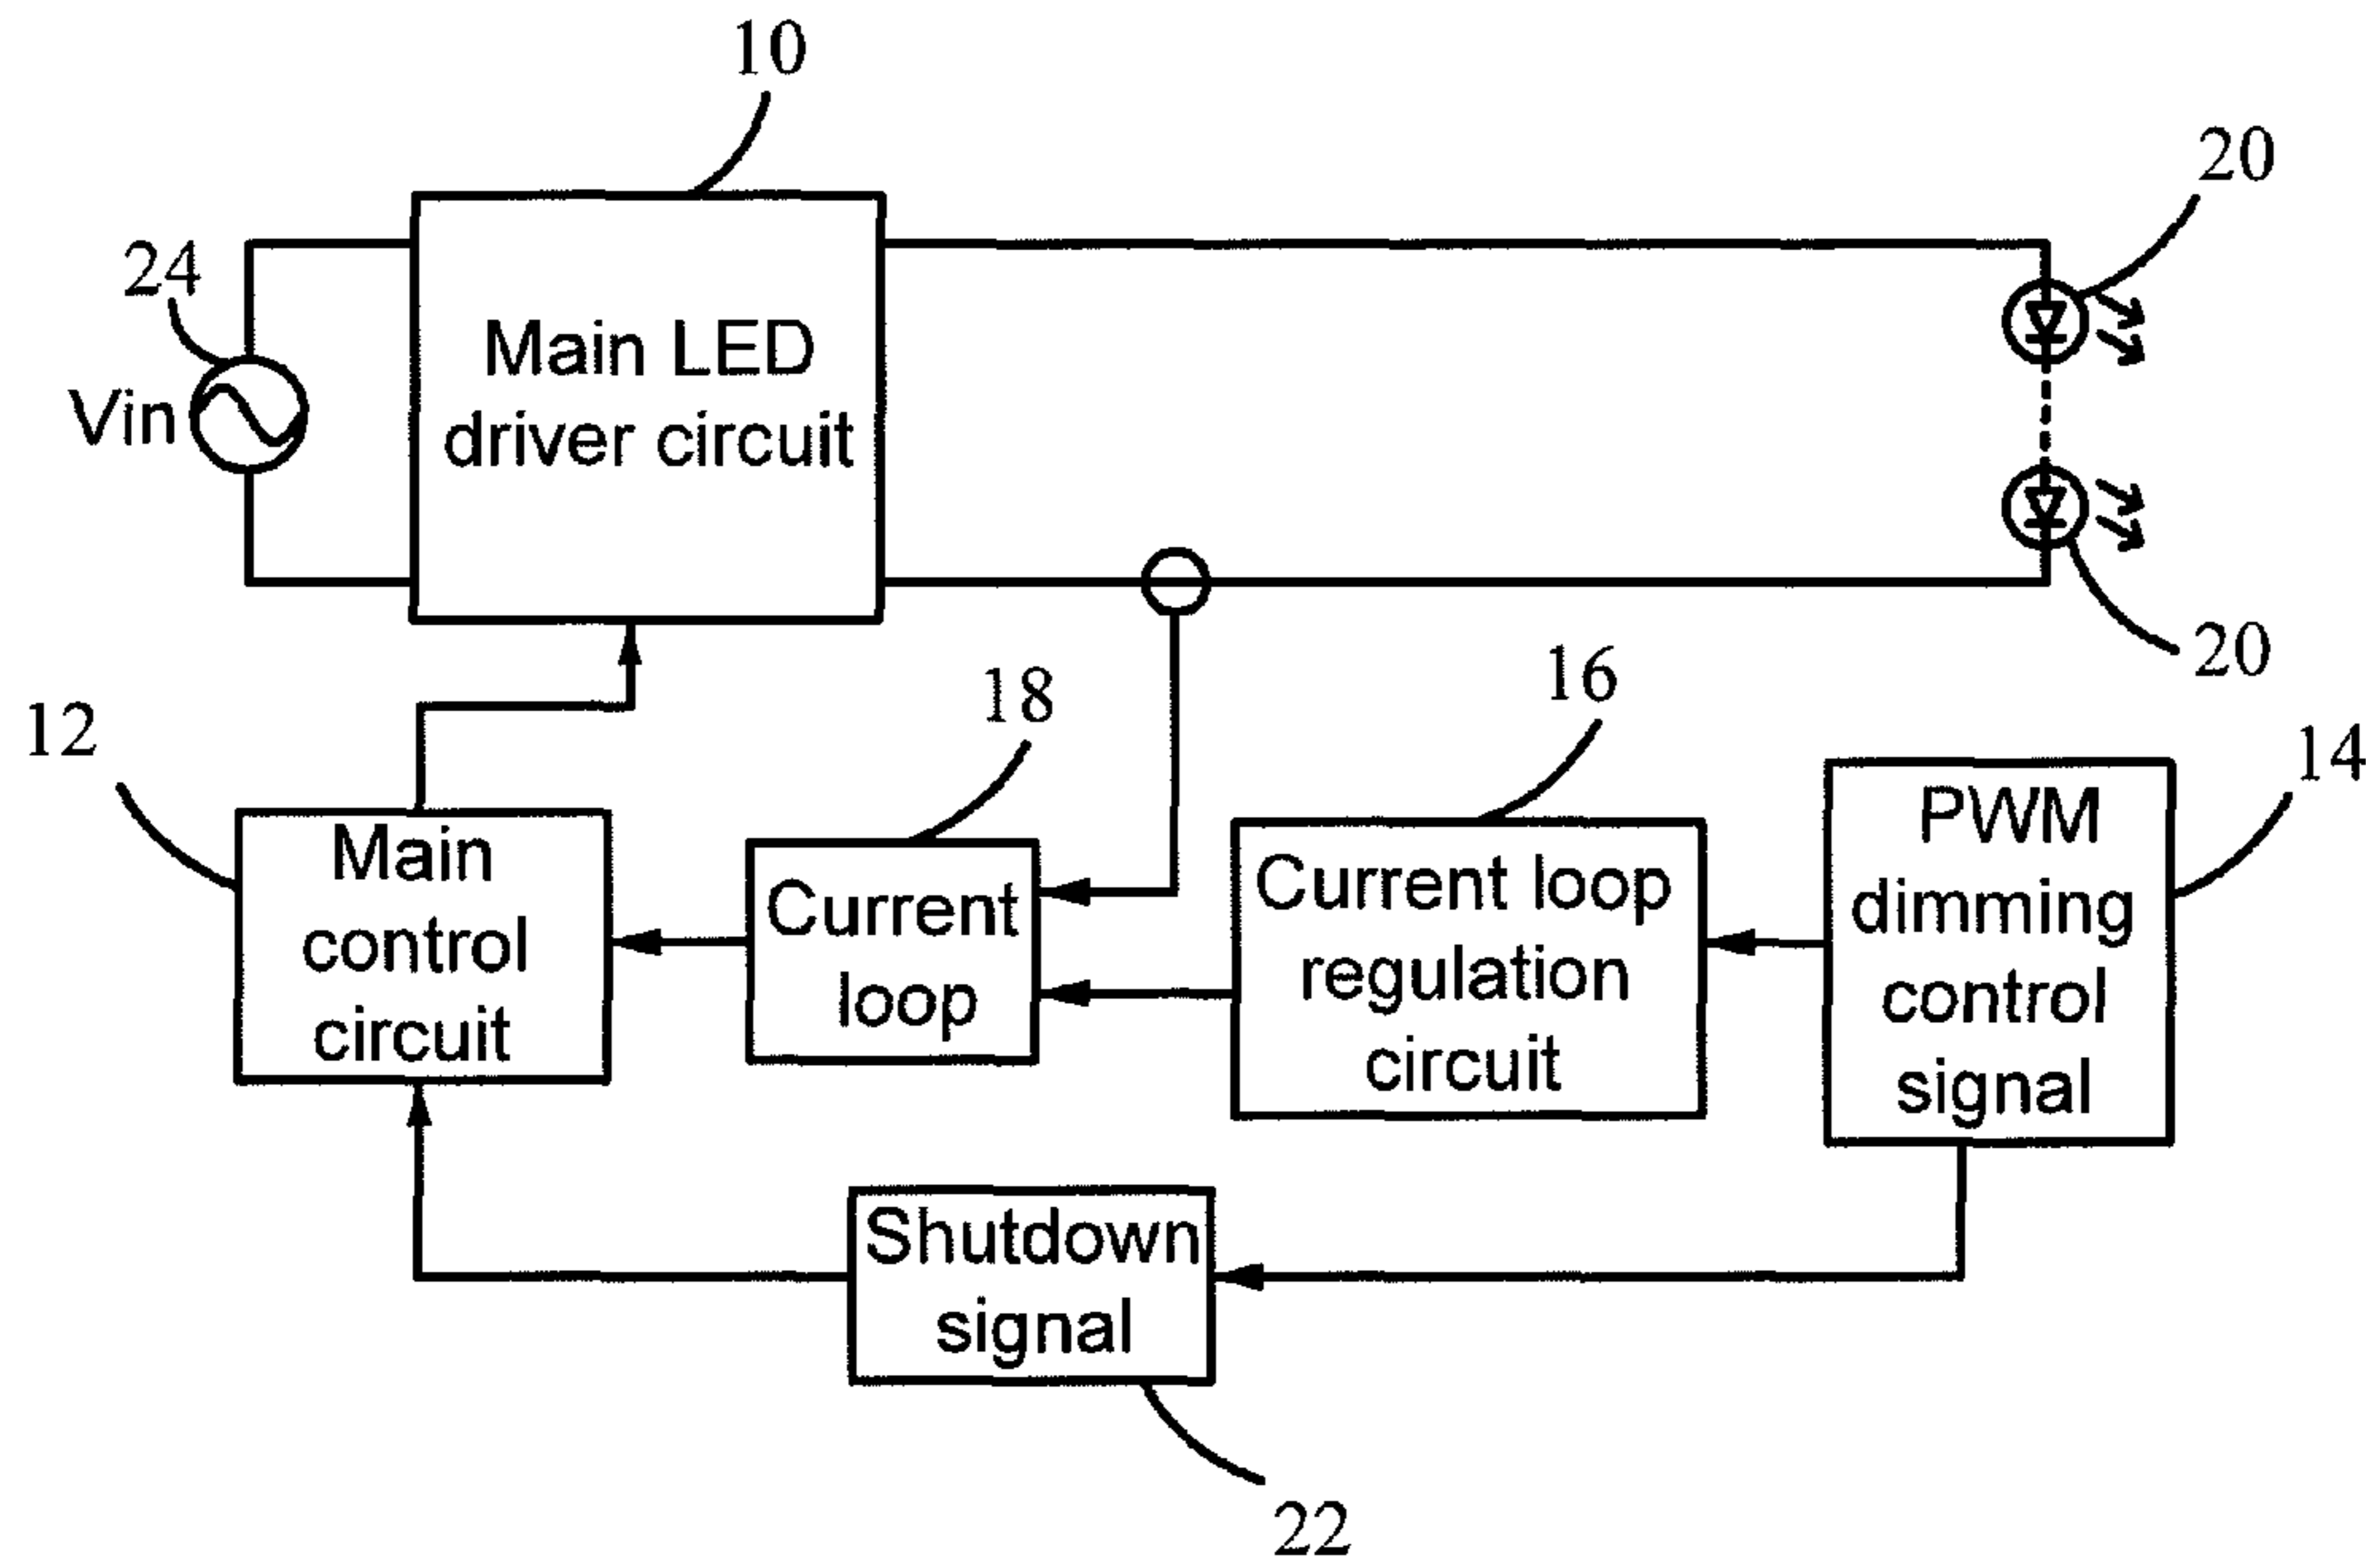 10
20
24
Main LED
driver circuit
Vin
20
18
16
12
14
Main
control
circuit
Current
loop
Current loop
regulation
circuit
PWM
dimming
control
signal
Shutdown
signal
22